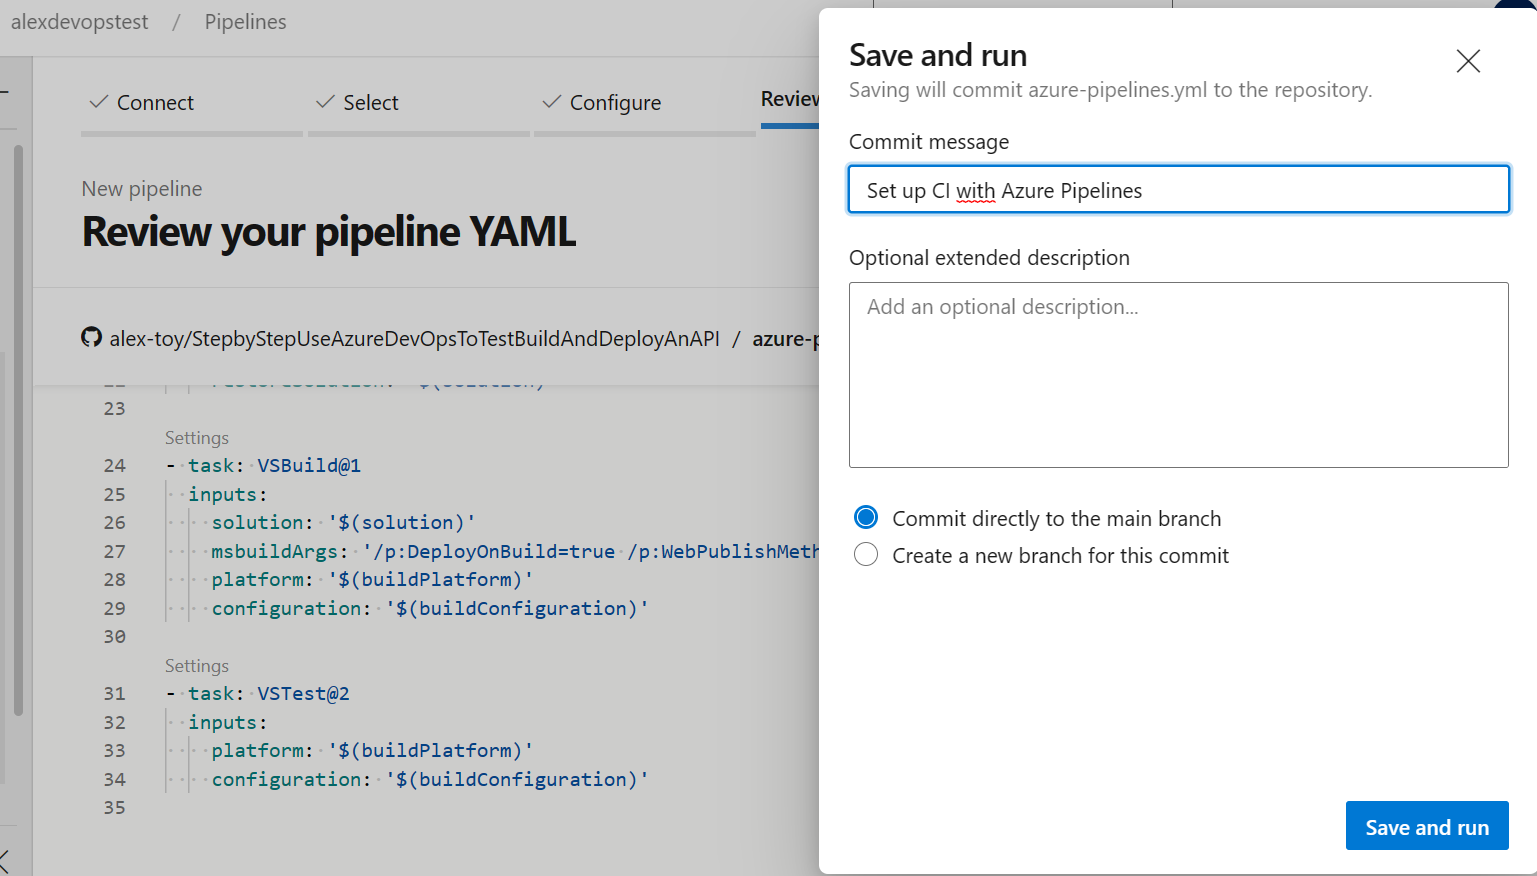 alexdevopstest / Pipelines
Connect
Select
Configure
Review
New pipeline
Review your pipeline YAML
alex-toy/StepbyStepUseAzureDevOpsToTestBuildAndDeployAnAPI / azure-p
23
Settings
24 - task: VSBuild@1
25 inputs:
26 solution: '$(solution)'
27 msbuildArgs: '/p:DeployOnBuild=true /p:WebPublishMeth
28 platform: '$(buildPlatform)'
29 configuration: '$(buildConfiguration)'
30
Settings
31 - task: VSTest@2
32 inputs:
33 platform: '$(buildPlatform)'
34 configuration: '$(buildConfiguration)'
35
Save and run
Saving will commit azure-pipelines.yml to the repository.
Commit message
Set up CI with Azure Pipelines
Optional extended description
Add an optional description...
Commit directly to the main branch
Create a new branch for this commit
Save and run